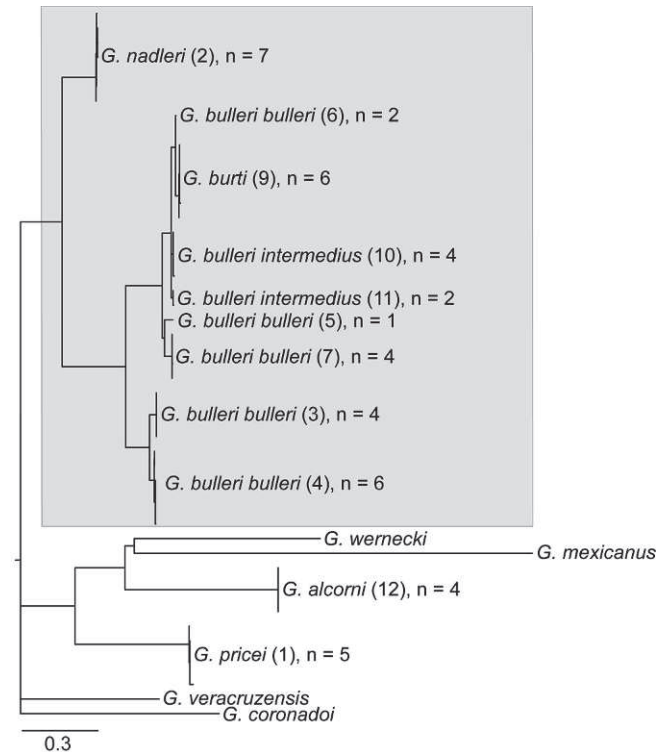 G. nadleri (2), n = 7
G. bulleri bulleri (6), n = 2
G. burti (9), n = 6
G. bulleri intermedius (10), n = 4
G. bulleri intermedius (11), n = 2
G. bulleri bulleri (5), n = 1
G. bulleri bulleri (7), n = 4
G. bulleri bulleri (3), n = 4
G. bulleri bulleri (4), n = 6
G. wernecki
G. mexicanus
G. alcorni (12), n = 4
G. pricei (1), n = 5
G. veracruzensis
G. coronadoi
0.3